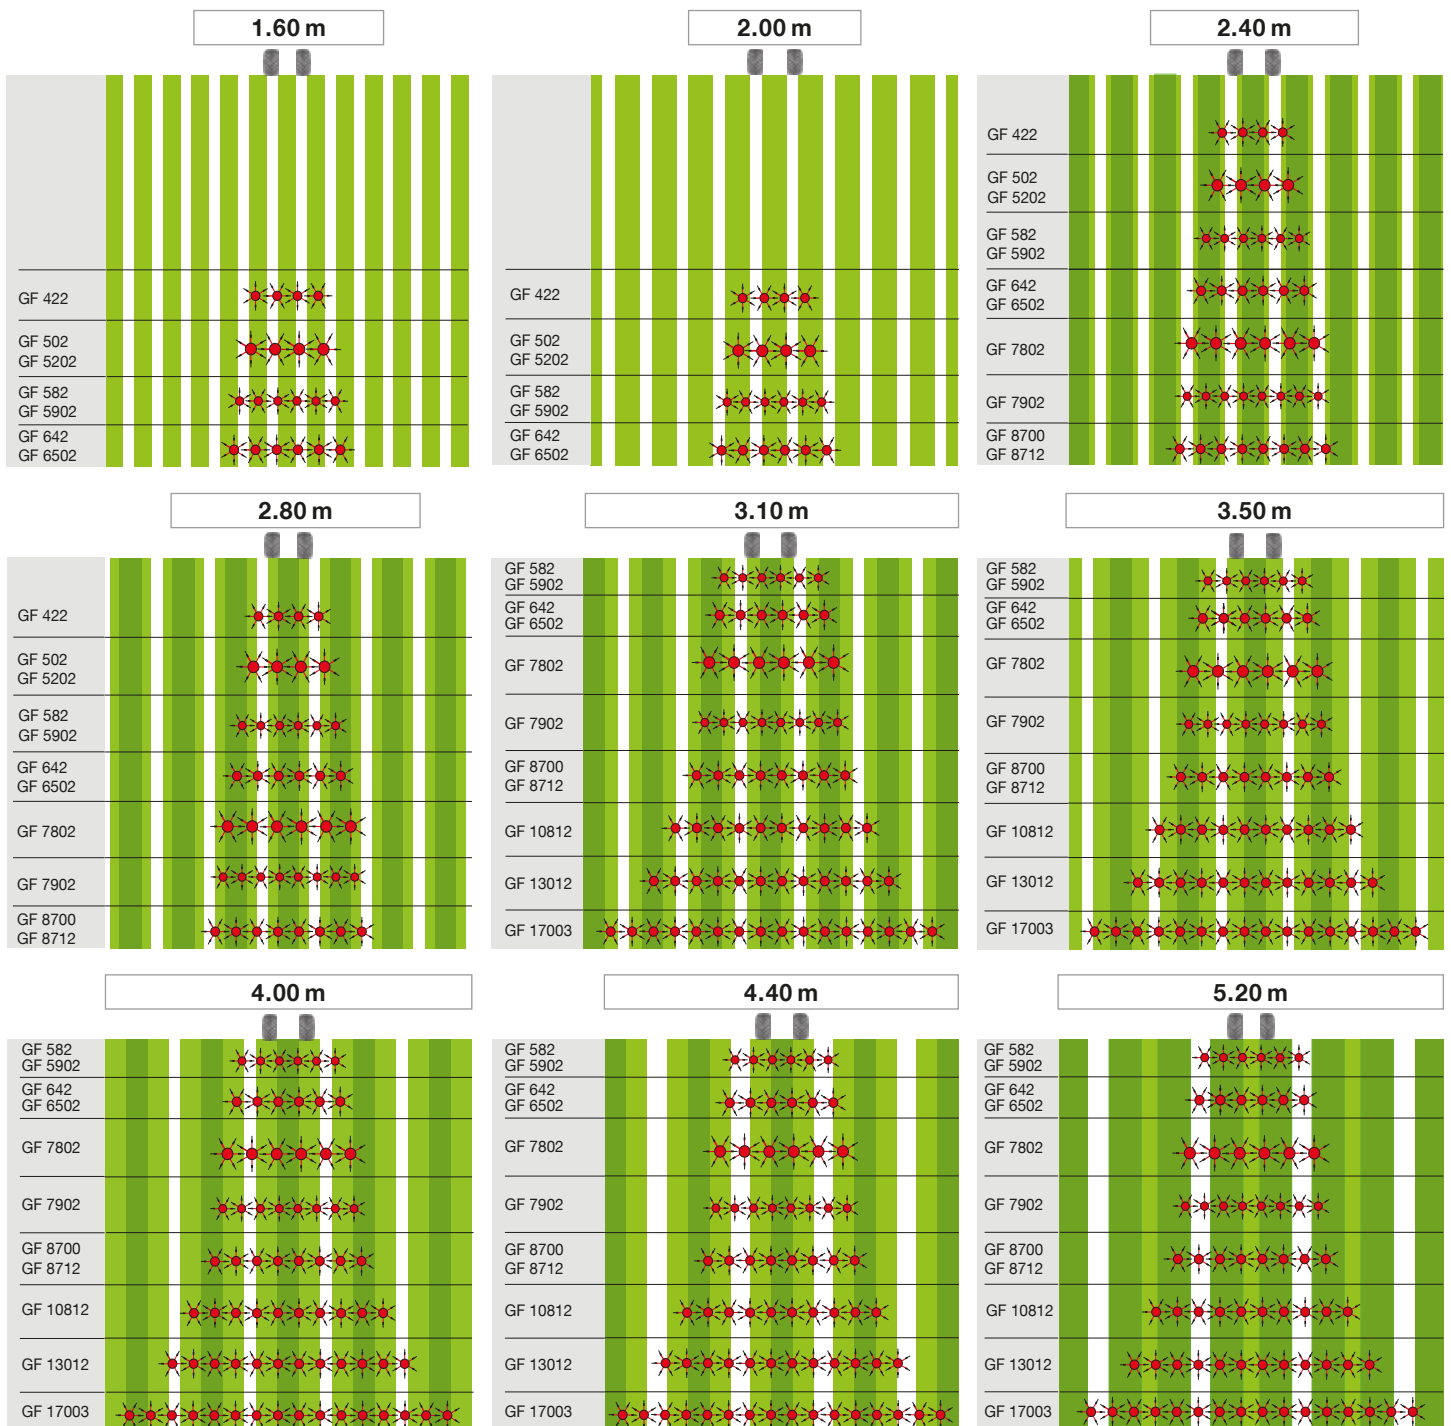 1.60 m
GF 422
GF 502
GF 5202
GF 582
GF 5902
GF 642
GF 6502
2.00 m
GF 422
GF 502
GF 5202
GF 582
GF 5902
GF 642
GF 6502
2.40 m
GF 422
GF 502
GF 5202
GF 582
GF 5902
GF 642
GF 6502
GF 7802
GF 7902
GF 8700
GF 8712
2.80 m
GF 422
GF 502
GF 5202
GF 582
GF 5902
GF 642
GF 6502
GF 7802
GF 7902
GF 8700
GF 8712
3.10 m
GF 582
GF 5902
GF 642
GF 6502
GF 7802
GF 7902
GF 8700
GF 8712
GF 10812
GF 13012
GF 17003
3.50 m
GF 582
GF 5902
GF 642
GF 6502
GF 7802
GF 7902
GF 8700
GF 8712
GF 10812
GF 13012
GF 17003
4.00 m
GF 582
GF 5902
GF 642
GF 6502
GF 7802
GF 7902
GF 8700
GF 8712
GF 10812
GF 13012
GF 17003
4.40 m
GF 582
GF 5902
GF 642
GF 6502
GF 7802
GF 7902
GF 8700
GF 8712
GF 10812
GF 13012
GF 17003
5.20 m
GF 582
GF 5902
GF 642
GF 6502
GF 7802
GF 7902
GF 8700
GF 8712
GF 10812
GF 13012
GF 17003